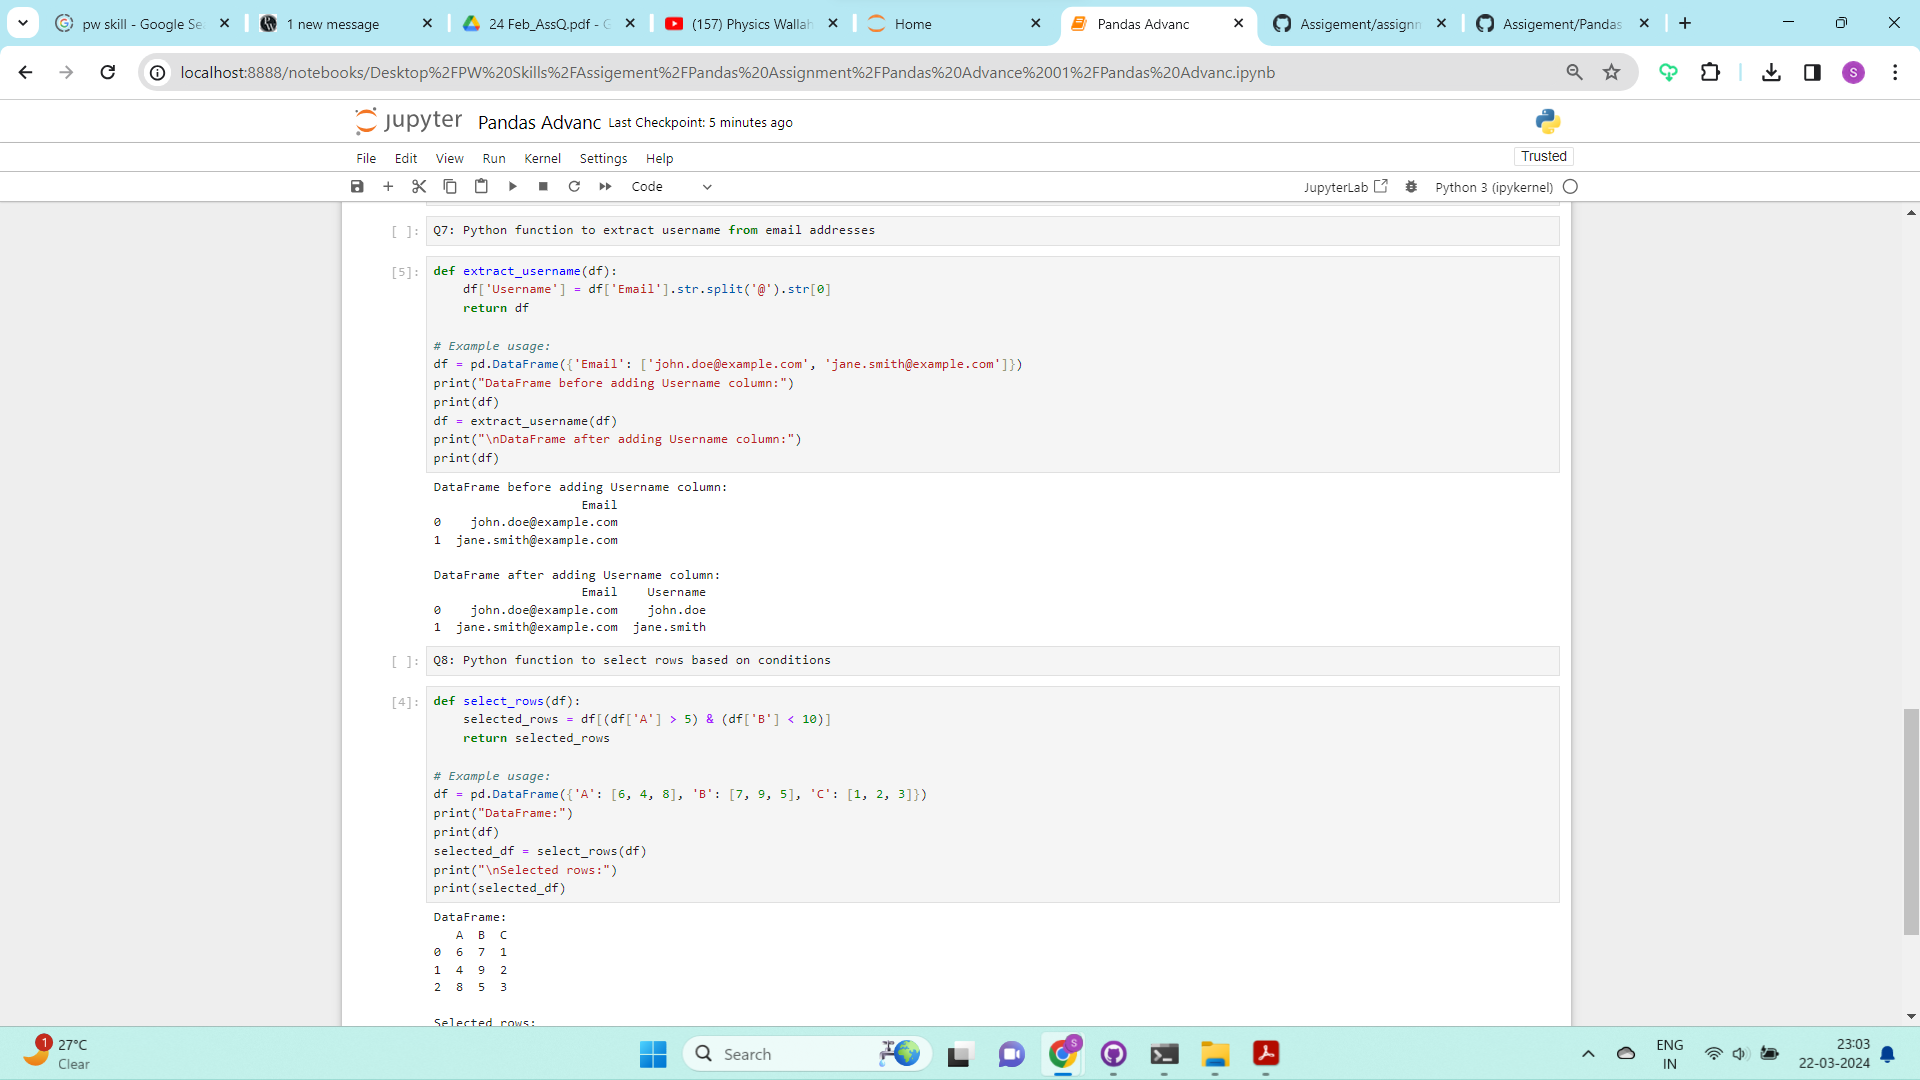 pw skill - Google Se
1 new message
24 Feb_AssQ.pdf - G
(157) Physics Wallah
Home
Pandas Advanc
Assigement/assignm
Assigement/Pandas
localhost:8888/notebooks/Desktop%2FPW%20Skills%2FAssigement%2FPandas%20Assignment%2FPandas%20Advance%2001%2FPandas%20Advanc.ipynb
S
jupyter Pandas Advanc Last Checkpoint: 5 minutes ago
File Edit View Run Kernel Settings Help
Trusted
Code
JupyterLab
Python 3 (ipykernel)
[ ]: Q7: Python function to extract username from email addresses
[5]: def extract_username(df):
    df['Username'] = df['Email'].str.split('@').str[0]
    return df
# Example usage:
df = pd.DataFrame({'Email': ['john.doe@example.com', 'jane.smith@example.com']})
print("DataFrame before adding Username column:")
print(df)
df = extract_username(df)
print("\nDataFrame after adding Username column:")
print(df)
DataFrame before adding Username column:
Email
0 john.doe@example.com
1 jane.smith@example.com
DataFrame after adding Username column:
Email Username
0 john.doe@example.com john.doe
1 jane.smith@example.com jane.smith
[ ]: Q8: Python function to select rows based on conditions
[4]: def select_rows(df):
    selected_rows = df[(df['A'] > 5) & (df['B'] < 10)]
    return selected_rows
# Example usage:
df = pd.DataFrame({'A': [6, 4, 8], 'B': [7, 9, 5], 'C': [1, 2, 3]})
print("DataFrame:")
print(df)
selected_df = select_rows(df)
print("\nSelected rows:")
print(selected_df)
DataFrame:
A B C
0 6 7 1
1 4 9 2
2 8 5 3
Selected rows:
1
27°C
Clear
Search
S
ENG
IN
23:03
22-03-2024